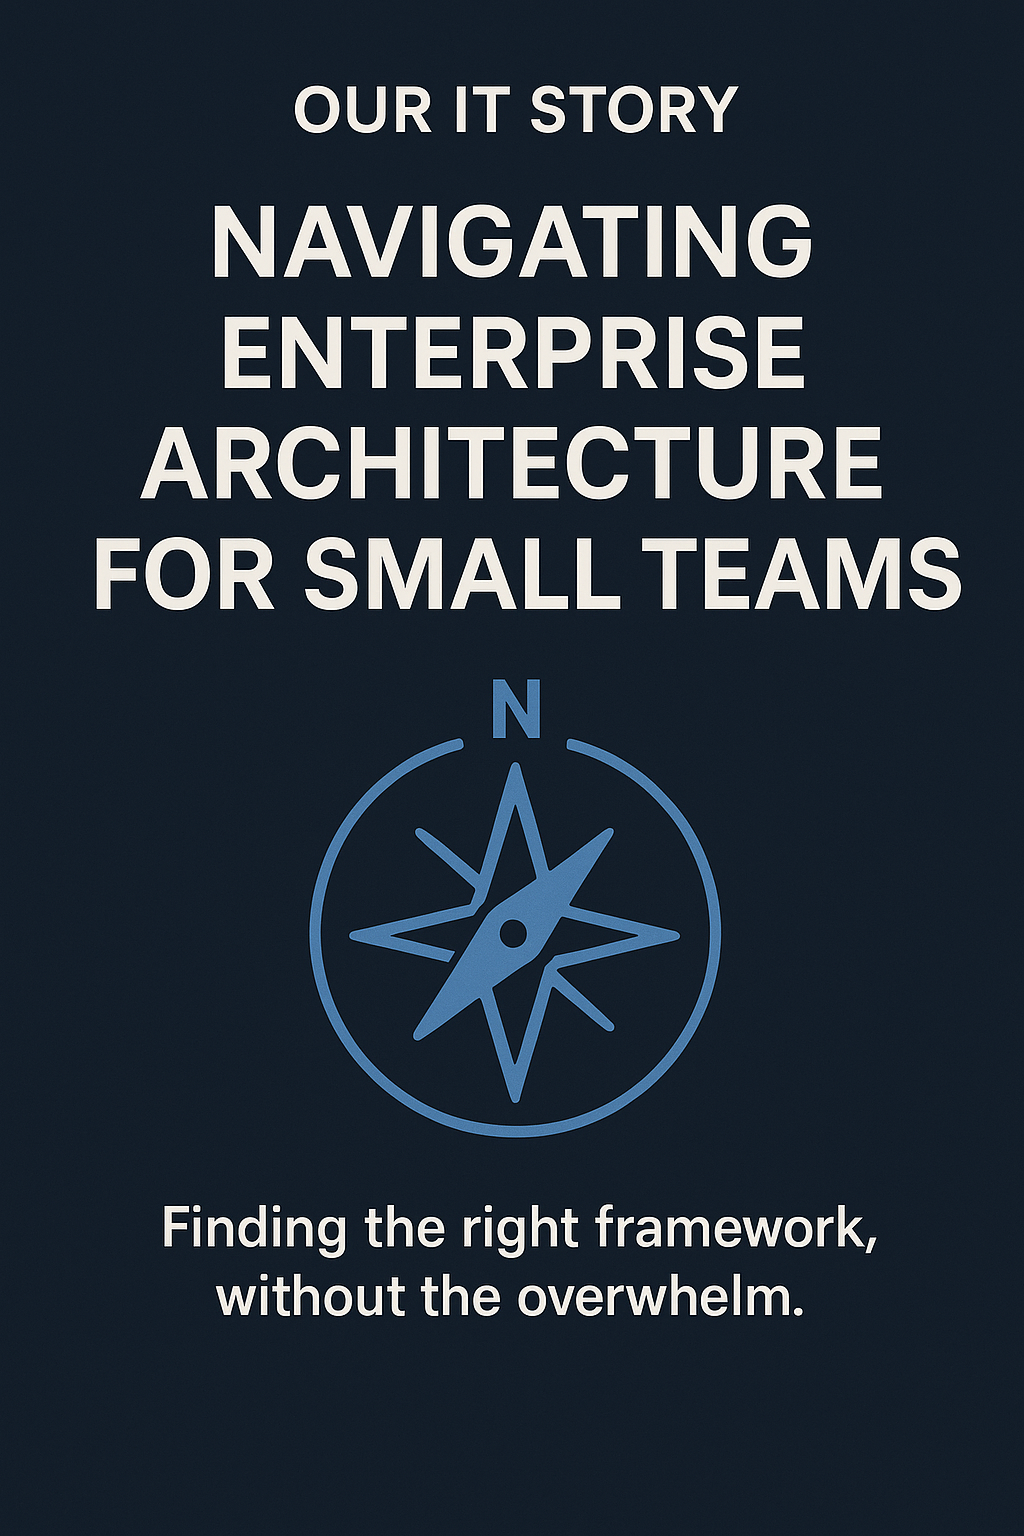 OUR IT STORY
NAVIGATING
ENTERPRISE
ARCHITECTURE
FOR SMALL TEAMS
N
Finding the right framework,
without the overwhelm.